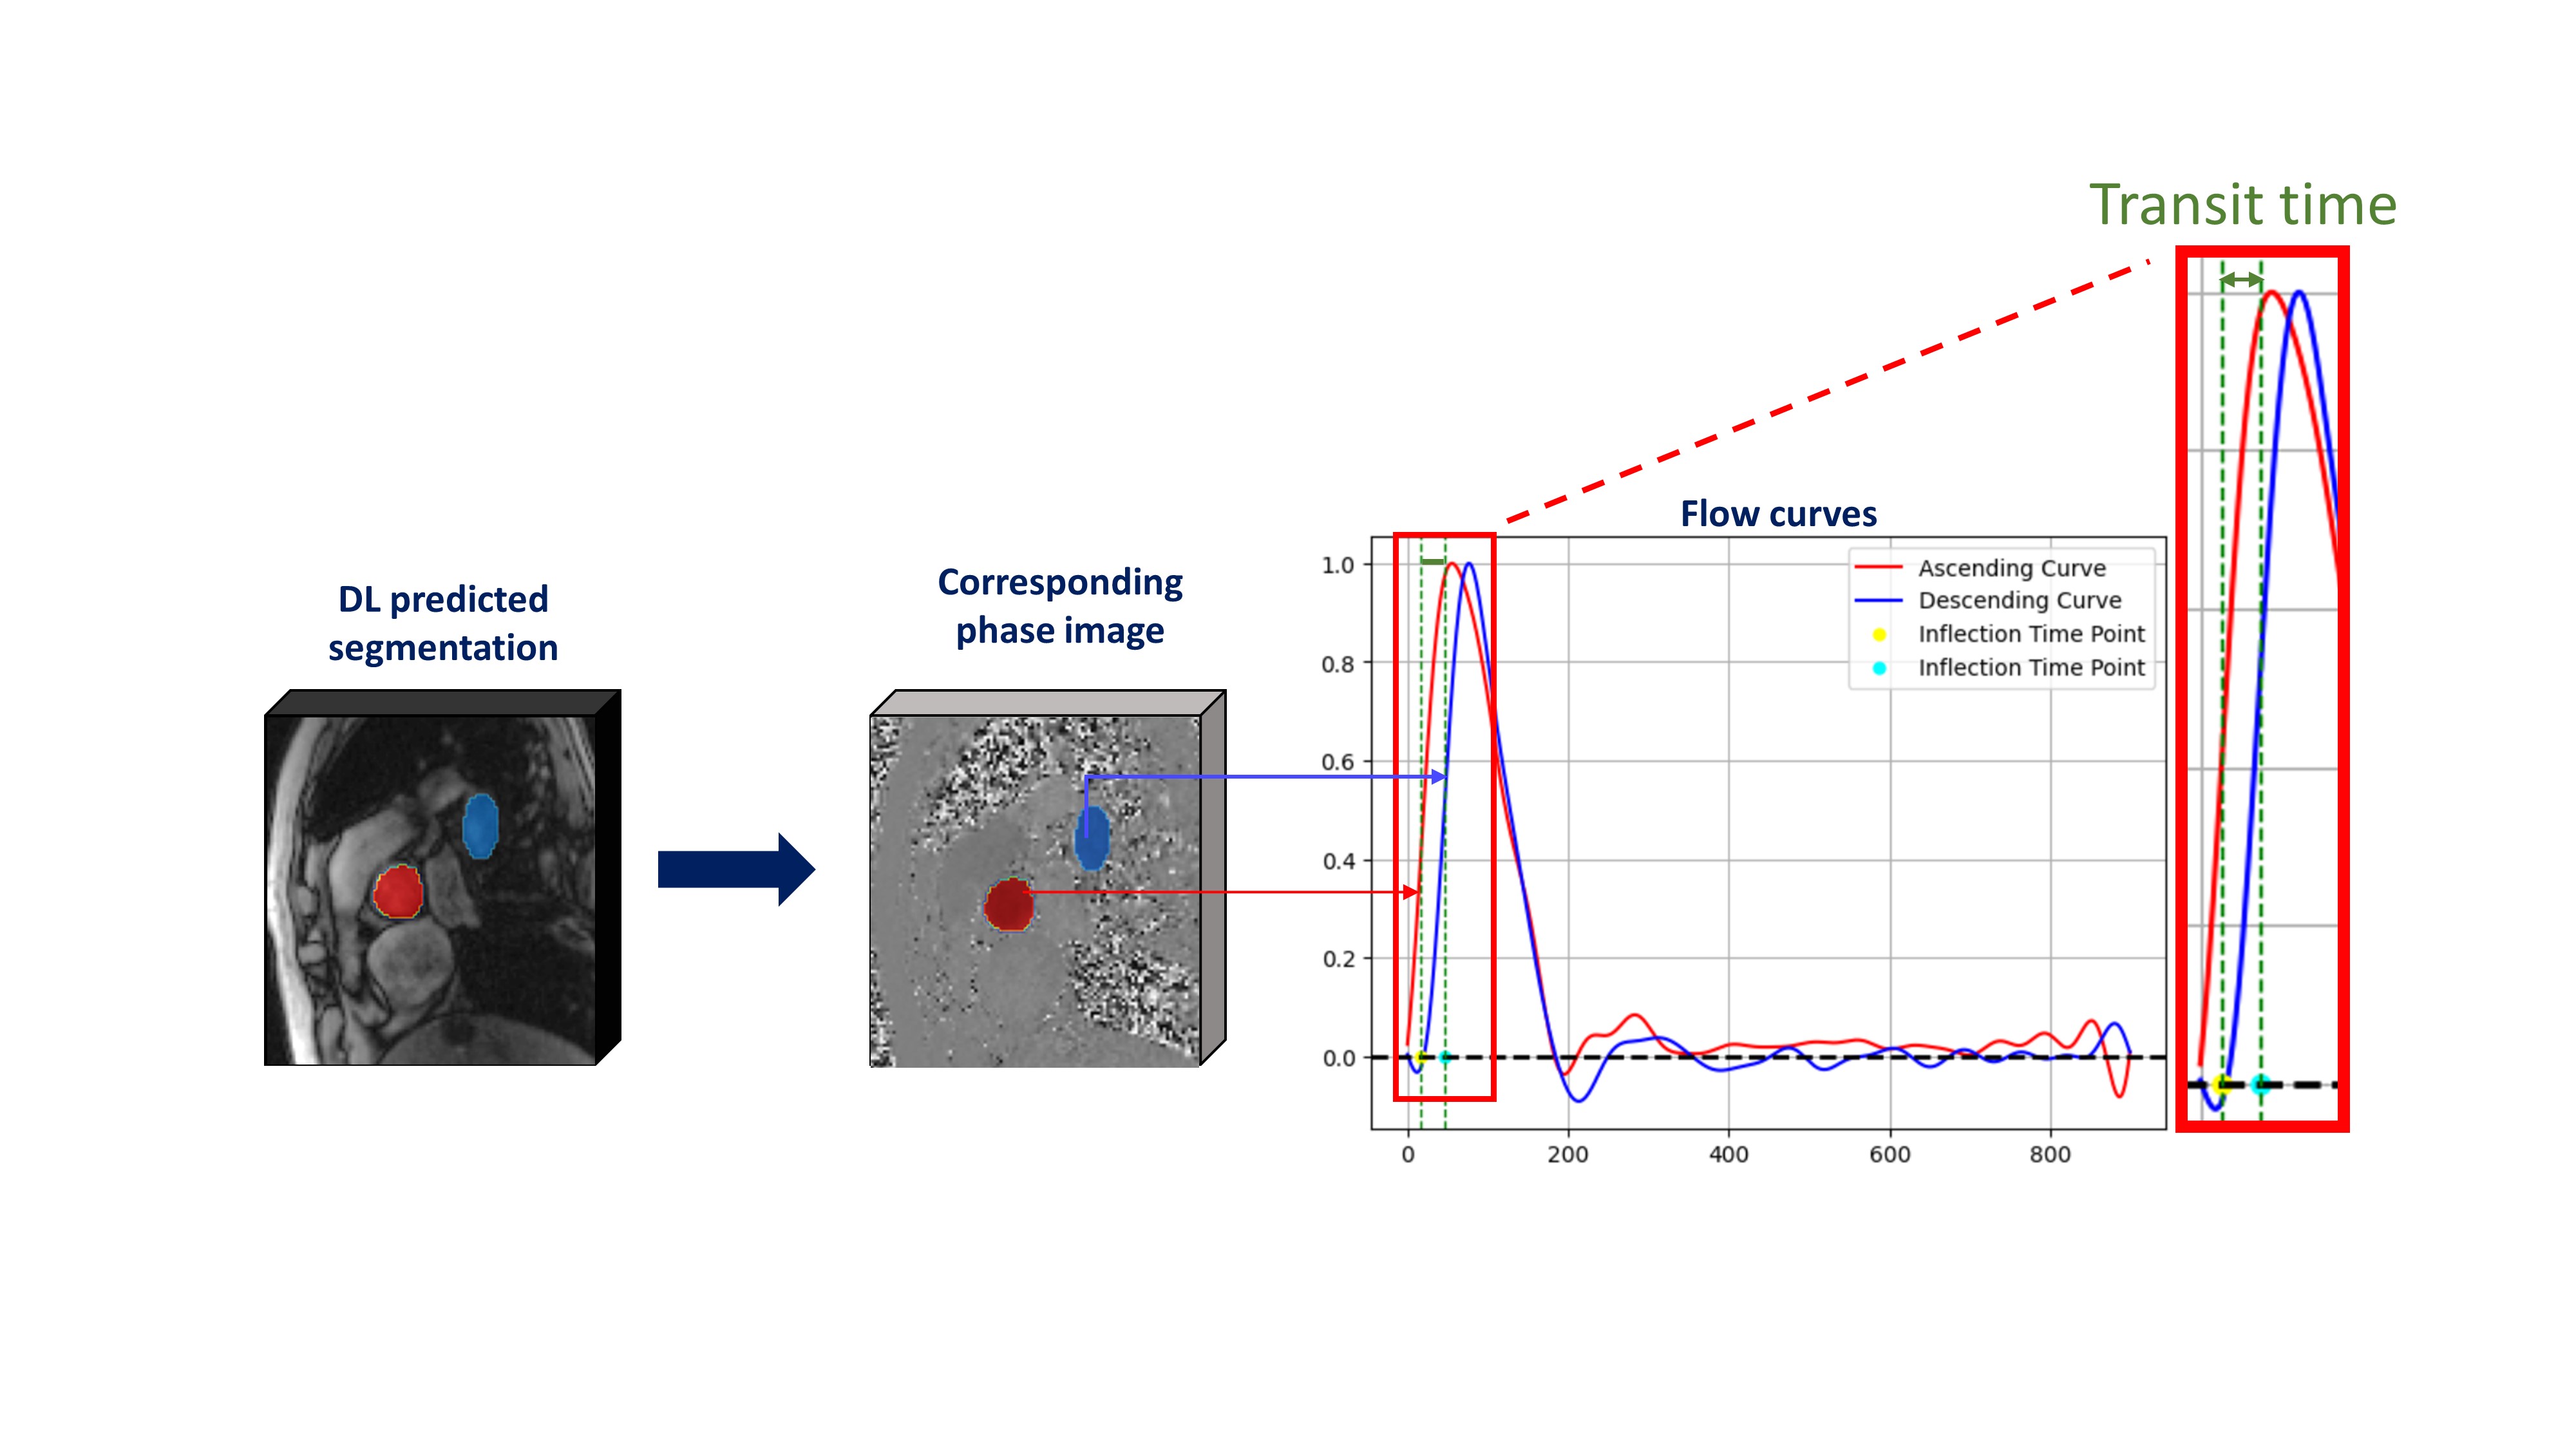 Transit time
Flow curves
DL predicted
segmentation
Corresponding
phase image
1.0
0.8
0.6
0.4
0.2
0.0
Ascending Curve
Descending Curve
Inflection Time Point
Inflection Time Point
0
200
400
600
800